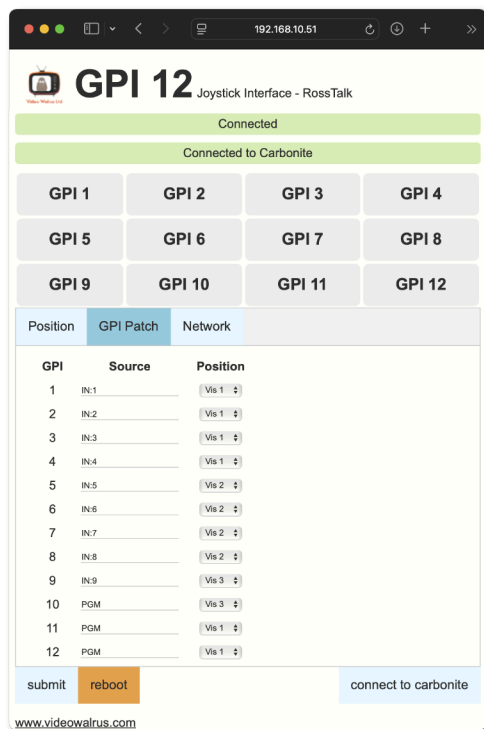 192.168.10.51
Video Walrus Ltd
GPI 12 Joystick Interface - RossTalk
Connected
Connected to Carbonite
GPI 1 GPI 2 GPI 3 GPI 4
GPI 5 GPI 6 GPI 7 GPI 8
GPI 9 GPI 10 GPI 11 GPI 12
Position GPI Patch Network
GPI Source Position
1 IN:1 Vis 1
2 IN:2 Vis 1
3 IN:3 Vis 1
4 IN:4 Vis 1
5 IN:5 Vis 2
6 IN:6 Vis 2
7 IN:7 Vis 2
8 IN:8 Vis 2
9 IN:9 Vis 3
10 PGM Vis 3
11 PGM Vis 1
12 PGM Vis 1
submit reboot connect to carbonite
www.videowalrus.com